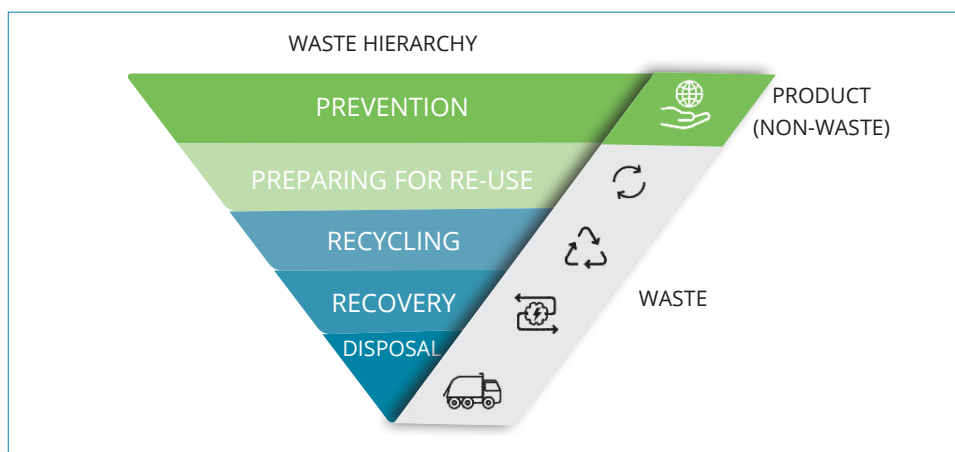 WASTE HIERARCHY
PREVENTION
PRODUCT
(NON-WASTE)
PREPARING FOR RE-USE
RECYCLING
RECOVERY
WASTE
DISPOSAL